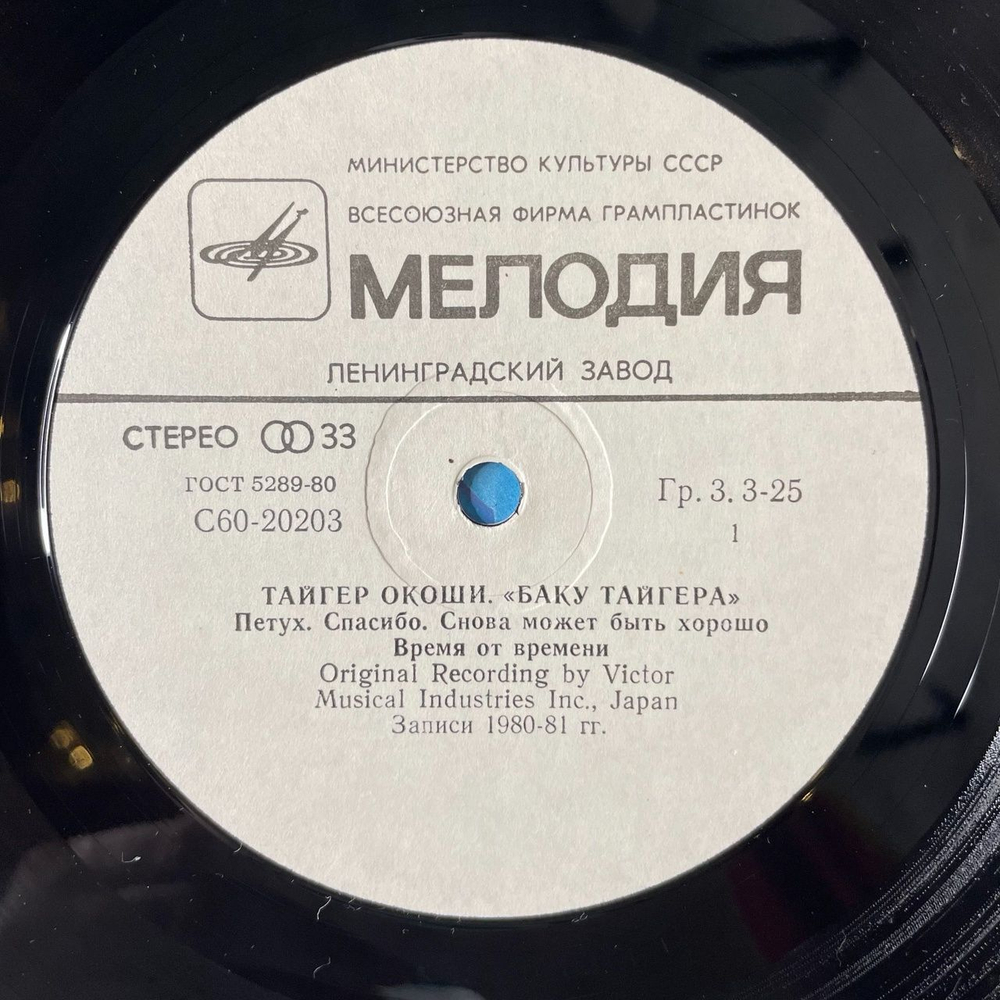 МИНИСТЕРСТВО КУЛЬТУРЫ СССР
ВСЕСОЮЗНАЯ ФИРМА ГРАМПЛАСТИНОК
МЕЛОДИЯ
ЛЕНИНГРАДСКИЙ ЗАВОД
СТЕРЕО 33
ГОСТ 5289-80
С60-20203
Гр. 3. 3-25
1
ТАЙГЕР ОКОШИ. «БАКУ ТАЙГЕРА»
Петух. Спасибо. Снова может быть хорошо
Время от времени
Original Recording by Victor
Musical Industries Inc., Japan
Записи 1980-81 гг.